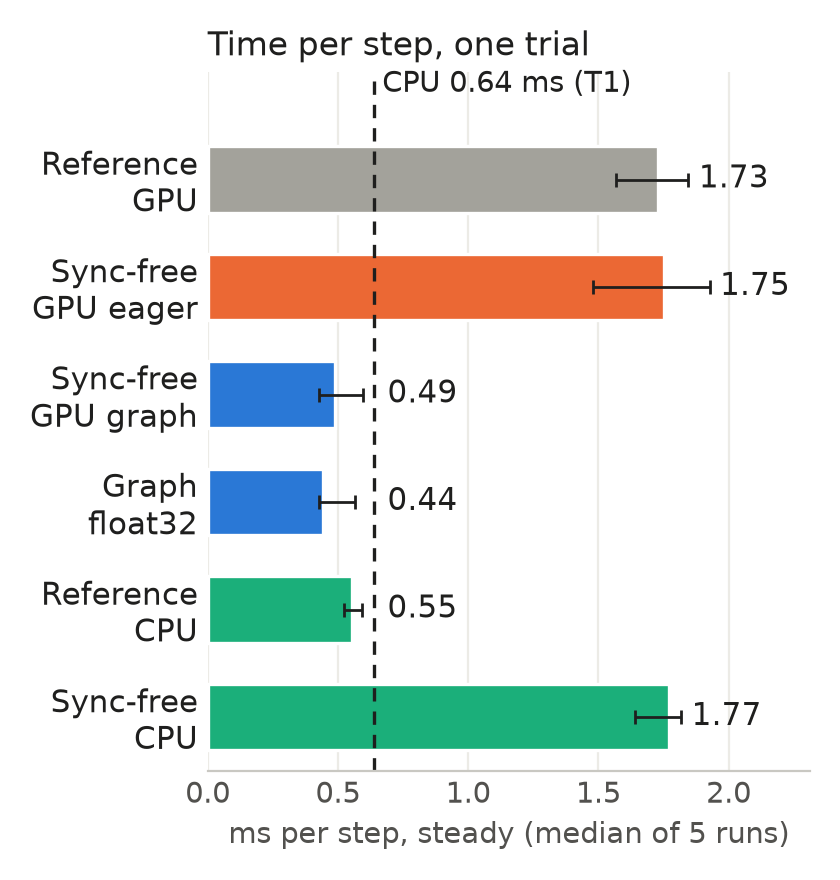 Time per step, one trial
CPU 0.64 ms (T1)
Reference
GPU
1.73
Sync-free
GPU eager
1.75
Sync-free
GPU graph
0.49
Graph
float32
0.44
Reference
CPU
0.55
Sync-free
CPU
1.77
0.0 0.5 1.0 1.5 2.0
ms per step, steady (median of 5 runs)